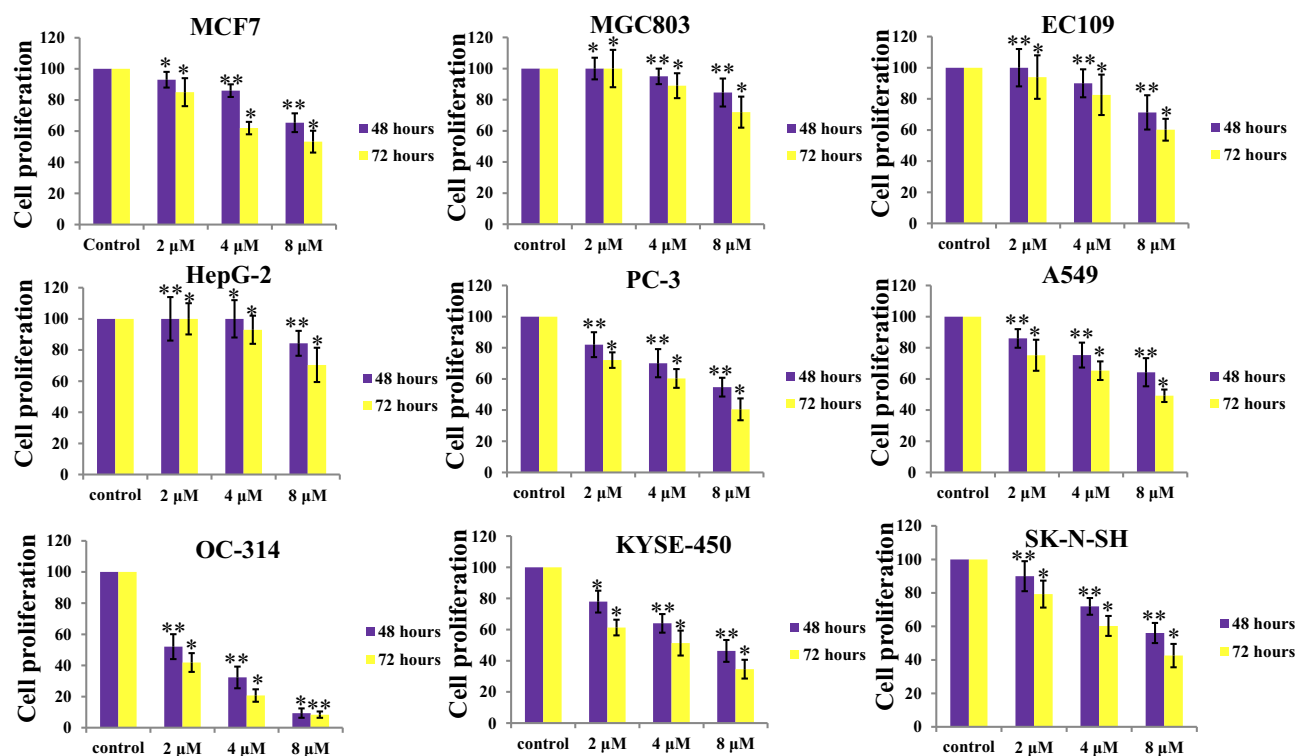 MCF7
Cell proliferation
120
100
80
60
40
20
0
* * ** * ** *
Control 2 μM 4 μM 8 μM
48 hours
72 hours
MGC803
Cell proliferation
120
100
80
60
40
20
0
* * ** * ** *
control 2 μM 4 μM 8 μM
48 hours
72 hours
EC109
Cell proliferation
120
100
80
60
40
20
0
** * ** * ** *
control 2 μM 4 μM 8 μM
48 hours
72 hours
HepG-2
Cell proliferation
120
100
80
60
40
20
0
** * * * ** *
control 2 μM 4 μM 8 μM
48 hours
72 hours
PC-3
Cell proliferation
120
100
80
60
40
20
0
** * ** * ** *
control 2 μM 4 μM 8 μM
48 hours
72 hours
A549
Cell proliferation
120
100
80
60
40
20
0
** * ** * ** *
control 2 μM 4 μM 8 μM
48 hours
72 hours
OC-314
Cell proliferation
120
100
80
60
40
20
0
** * ** * * **
control 2 μM 4 μM 8 μM
48 hours
72 hours
KYSE-450
Cell proliferation
120
100
80
60
40
20
0
* * ** * ** *
control 2 μM 4 μM 8 μM
48 hours
72 hours
SK-N-SH
Cell proliferation
120
100
80
60
40
20
0
** * ** * ** *
control 2 μM 4 μM 8 μM
48 hours
72 hours